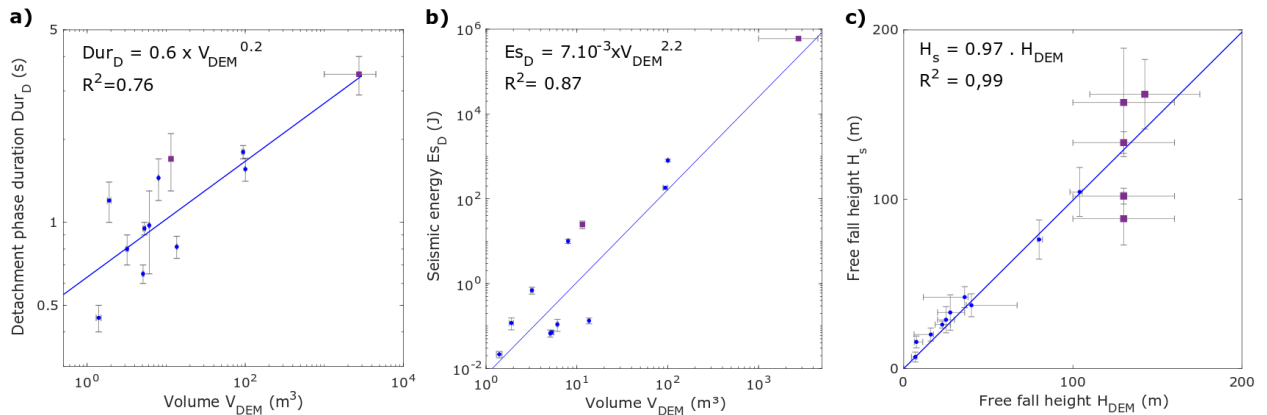 a)
Dur_D = 0.6 x V_DEM^0.2
R²=0.76
Detachment phase duration Dur_D (s)
5
1
0.5
10^0
10^2
10^4
Volume V_DEM (m³)
b)
Es_D = 7.10^-3xV_DEM^2.2
R²= 0.87
Seismic energy Es_D (J)
10^6
10^4
10^2
10^0
10^-2
10^0
10^1
10^2
10^3
Volume V_DEM (m³)
c)
H_s = 0.97 . H_DEM
R² = 0,99
Free fall height H_s (m)
200
100
0
0
100
200
Free fall height H_DEM (m)